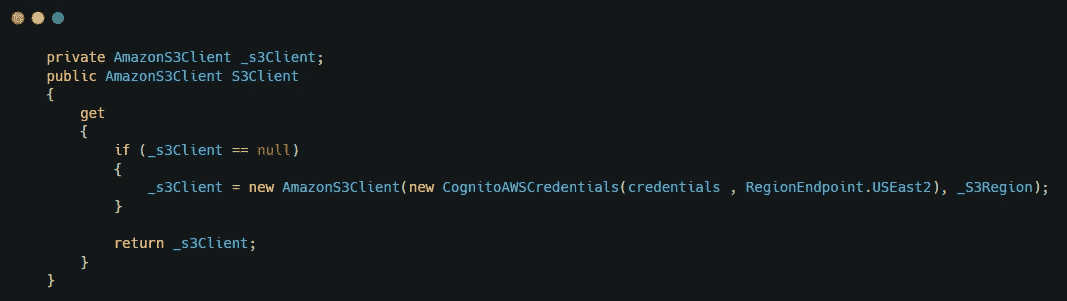 private AmazonS3Client _s3Client;
public AmazonS3Client S3Client
{
    get
    {
        if (_s3Client == null)
        {
            _s3Client = new AmazonS3Client(new CognitoAWSCredentials(credentials , RegionEndpoint.USEast2), _S3Region);
        }

        return _s3Client;
    }
}